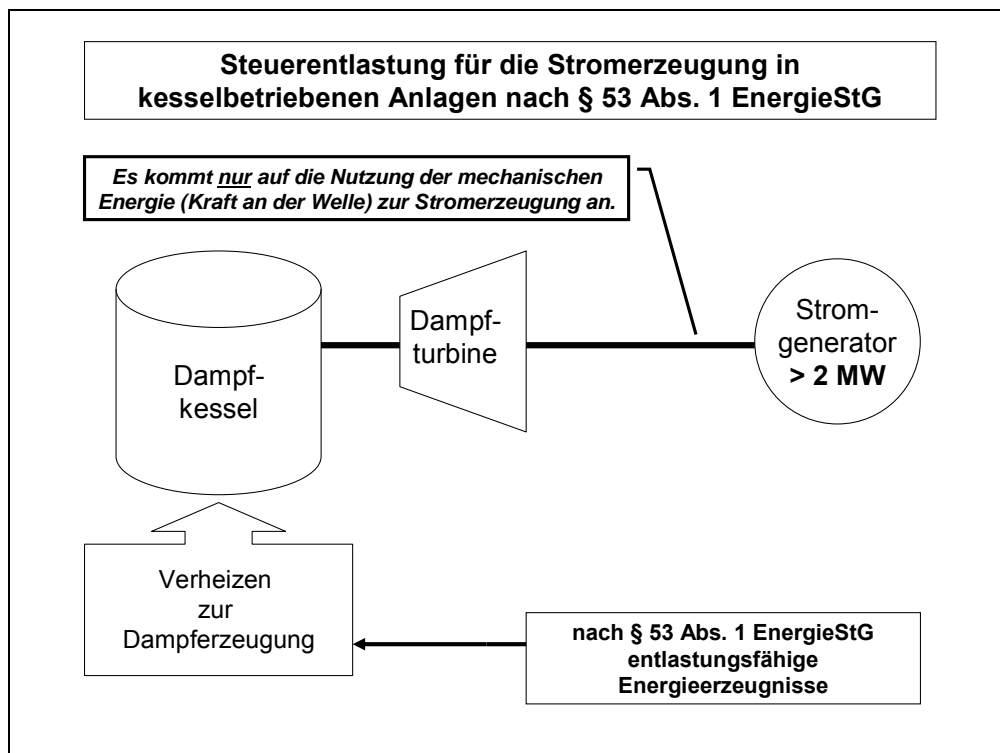 Steuerentlastung für die Stromerzeugung in
kesselbetriebenen Anlagen nach § 53 Abs. 1 EnergieStG
Es kommt nur auf die Nutzung der mechanischen
Energie (Kraft an der Welle) zur Stromerzeugung an.
Dampf-
kessel
Dampf-
turbine
Strom-
generator
> 2 MW
Verheizen
zur
Dampferzeugung
nach § 53 Abs. 1 EnergieStG
entlastungsfähige
Energieerzeugnisse